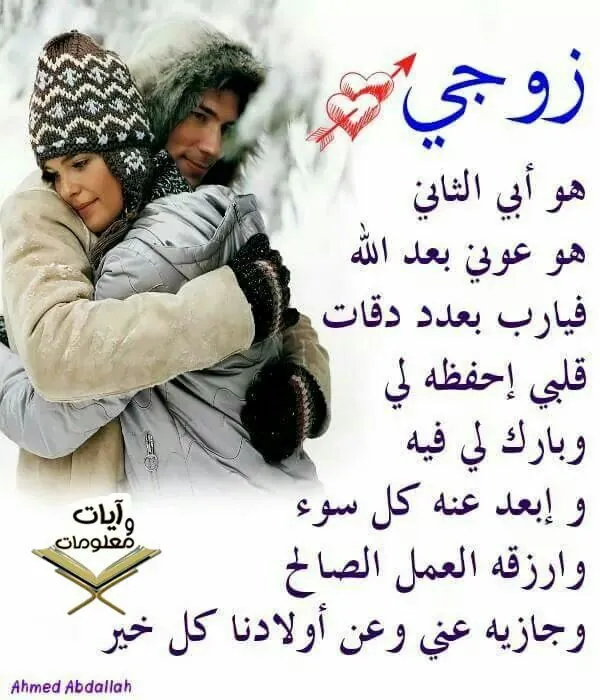 زوجي
هو أبي الثاني
هو عوني بعد الله
فيارب بعدد دقات
قلبي إحفظه لي
وبارك لي فيه
و إبعد عنه كل سوء
وارزقه العمل الصالح
وجازيه عني وعن أولادنا كل خير
آيات
و
معلومات
Ahmed Abdallah